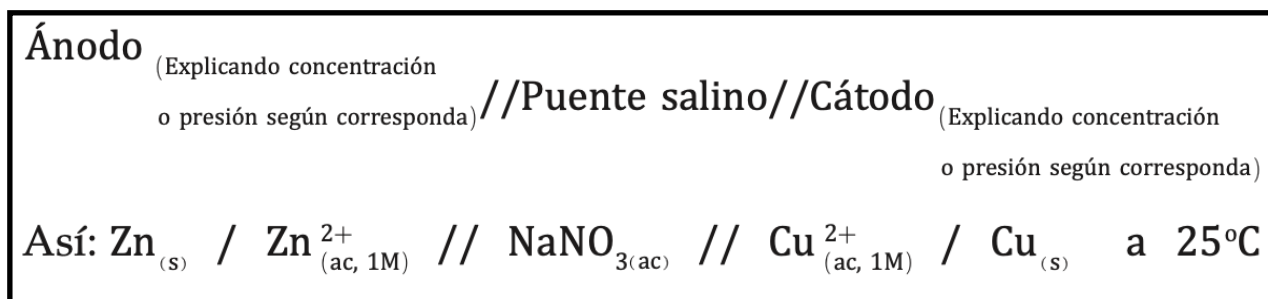 Ánodo (Explicando concentración o presión según corresponda)//Puente salino//Cátodo(Explicando concentración o presión según corresponda)
Así: Zn(s) / Zn2+(ac, 1M) // NaNO3(ac) // Cu2+(ac, 1M) / Cu(s) a 25ºC